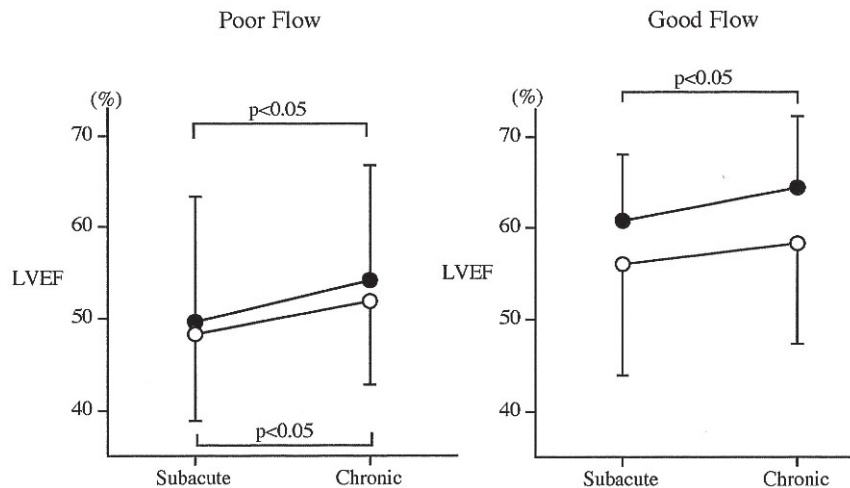 Poor Flow
(%)
p<0.05
70
60
LVEF
50
40
p<0.05
Subacute Chronic
Good Flow
(%)
p<0.05
70
60
LVEF
50
40
Subacute Chronic